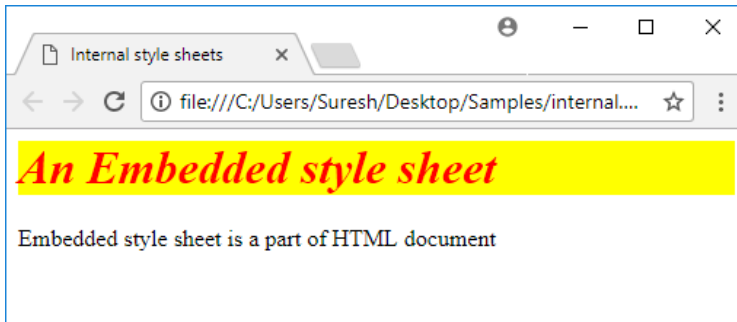 Internal style sheets
file:///C:/Users/Suresh/Desktop/Samples/internal....
An Embedded style sheet
Embedded style sheet is a part of HTML document